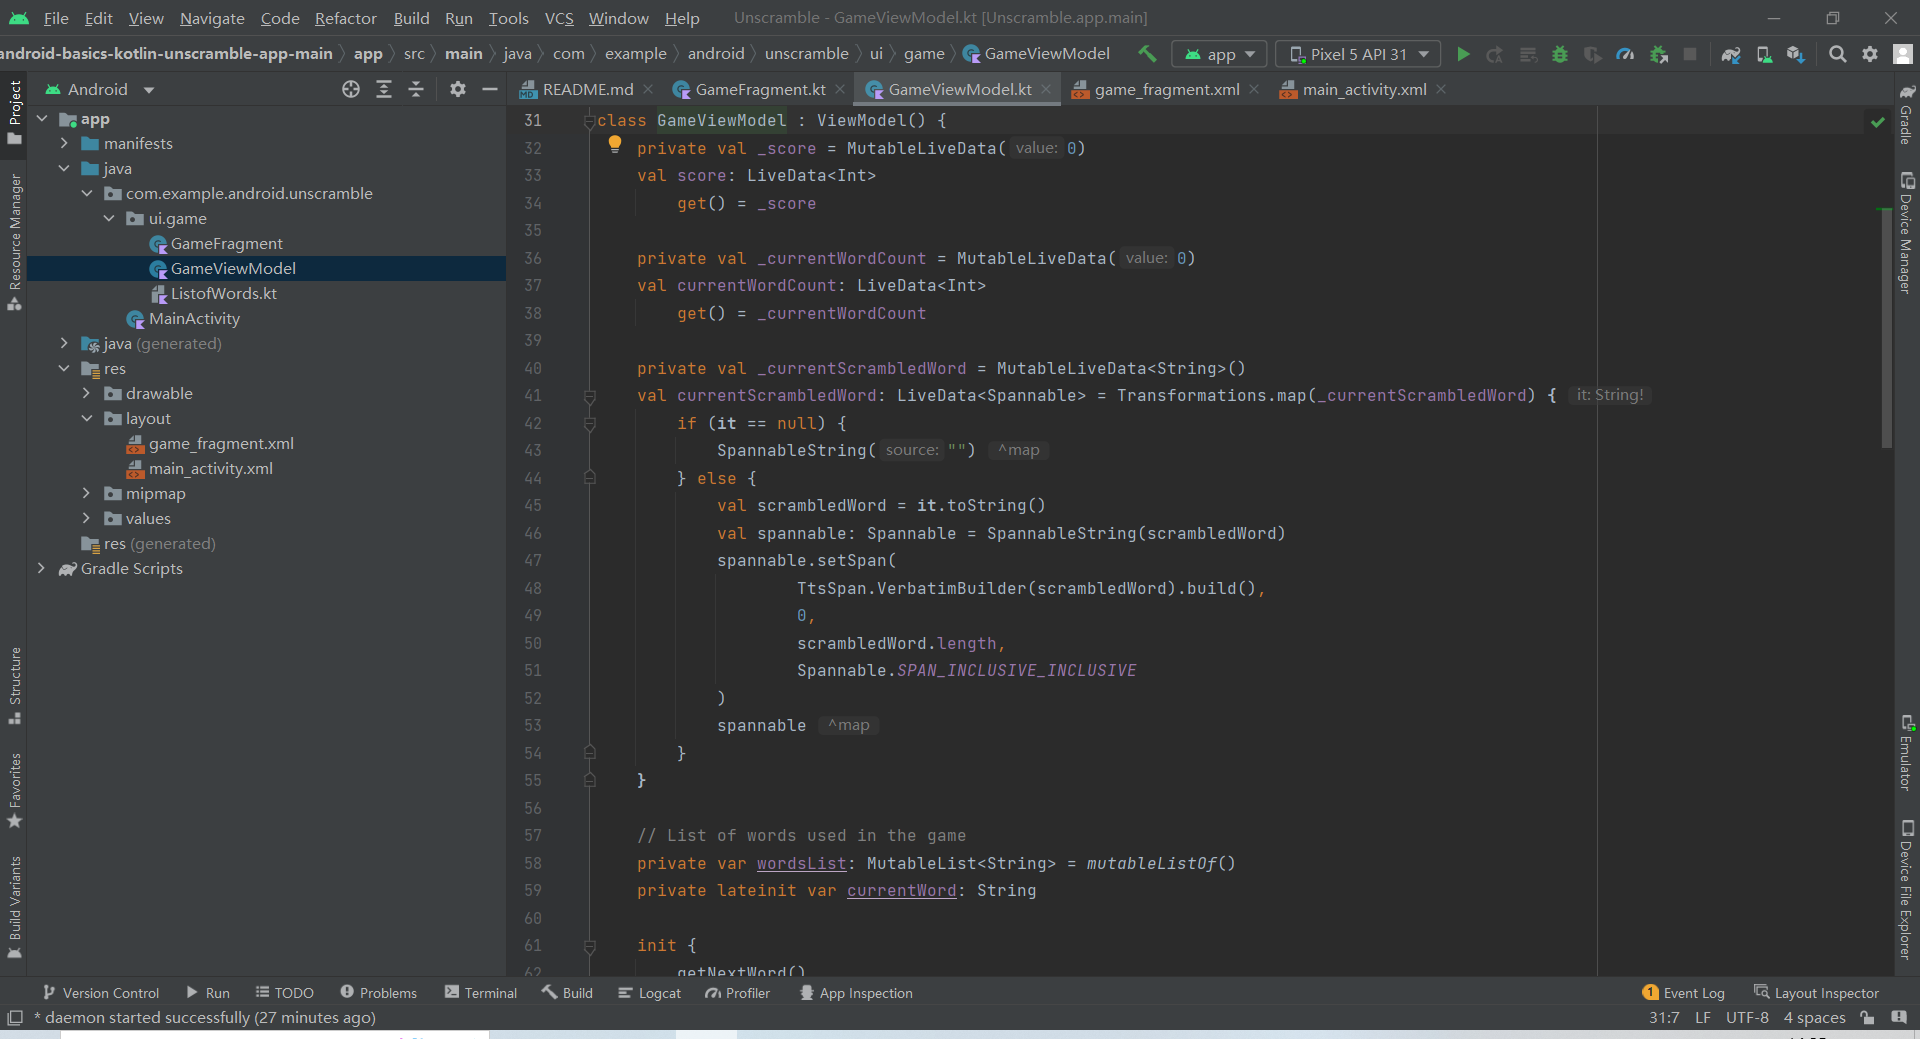 File Edit View Navigate Code Refactor Build Run Tools VCS Window Help Unscramble - GameViewModel.kt [Unscramble.app.main]
android-basics-kotlin-unscramble-app-main app src main java com example android unscramble ui game GameViewModel app Pixel 5 API 31
Project
Resource Manager
Structure
Favorites
Build Variants
Android
app
manifests
java
com.example.android.unscramble
ui.game
GameFragment
GameViewModel
ListofWords.kt
MainActivity
java (generated)
res
drawable
layout
game_fragment.xml
main_activity.xml
mipmap
values
res (generated)
Gradle Scripts
README.md GameFragment.kt GameViewModel.kt game_fragment.xml main_activity.xml
31 class GameViewModel : ViewModel() {
32 private val _score = MutableLiveData( value: 0)
33 val score: LiveData<Int>
34 get() = _score
35
36 private val _currentWordCount = MutableLiveData( value: 0)
37 val currentWordCount: LiveData<Int>
38 get() = _currentWordCount
39
40 private val _currentScrambledWord = MutableLiveData<String>()
41 val currentScrambledWord: LiveData<Spannable> = Transformations.map(_currentScrambledWord) { it: String!
42 if (it == null) {
43 SpannableString( source: "") ^map
44 } else {
45 val scrambledWord = it.toString()
46 val spannable: Spannable = SpannableString(scrambledWord)
47 spannable.setSpan(
48 TtsSpan.VerbatimBuilder(scrambledWord).build(),
49 0,
50 scrambledWord.length,
51 Spannable.SPAN_INCLUSIVE_INCLUSIVE
52 )
53 spannable ^map
54 }
55 }
56
57 // List of words used in the game
58 private var wordsList: MutableList<String> = mutableListOf()
59 private lateinit var currentWord: String
60
61 init {
62 getNextWord()
Gradle
Device Manager
Emulator
Device File Explorer
Version Control Run TODO Problems Terminal Build Logcat Profiler App Inspection 1 Event Log Layout Inspector
* daemon started successfully (27 minutes ago) 31:7 LF UTF-8 4 spaces